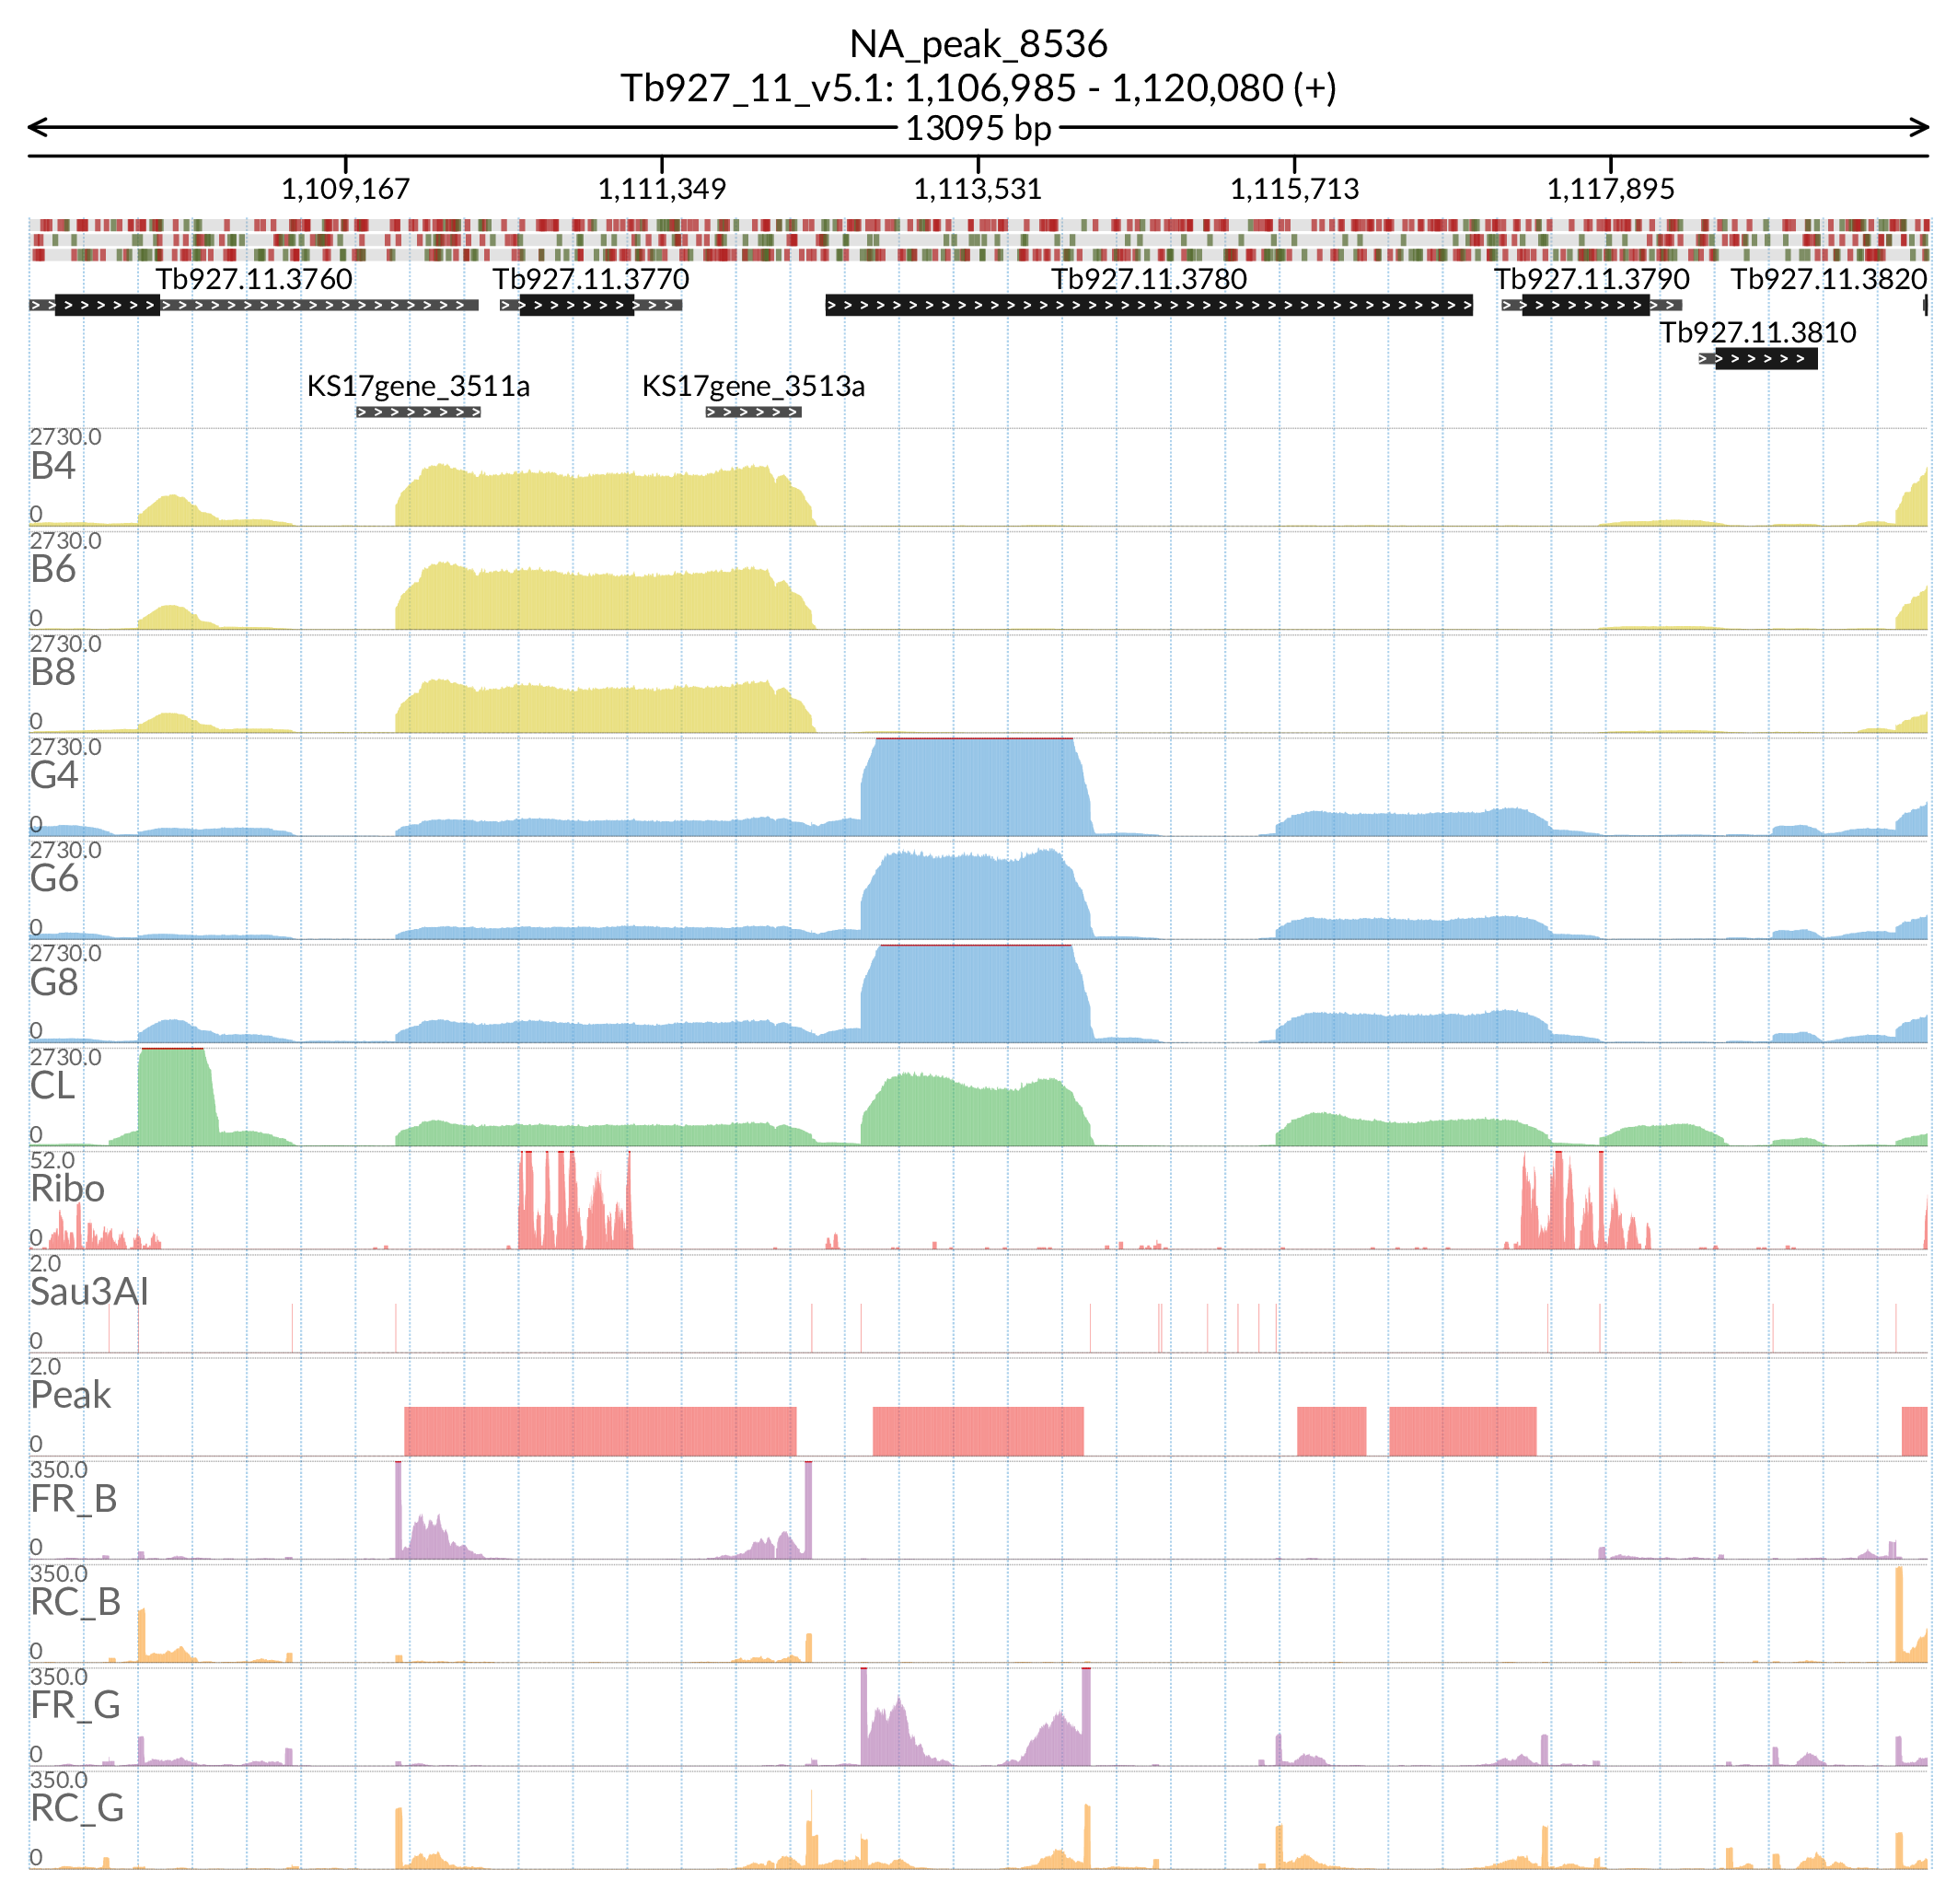 NA_peak_8536
Tb927_11_v5.1: 1,106,985 - 1,120,080 (+)
13095 bp
1,109,167 1,111,349 1,113,531 1,115,713 1,117,895
Tb927.11.3760 Tb927.11.3770 Tb927.11.3780 Tb927.11.3790 Tb927.11.3820
Tb927.11.3810
KS17gene_3511a KS17gene_3513a
2730.0
B4
0
2730.0
B6
0
2730.0
B8
0
2730.0
G4
0
2730.0
G6
0
2730.0
G8
0
2730.0
CL
0
52.0
Ribo
0
2.0
Sau3AI
0
2.0
Peak
0
350.0
FR_B
0
350.0
RC_B
0
350.0
FR_G
0
350.0
RC_G
0